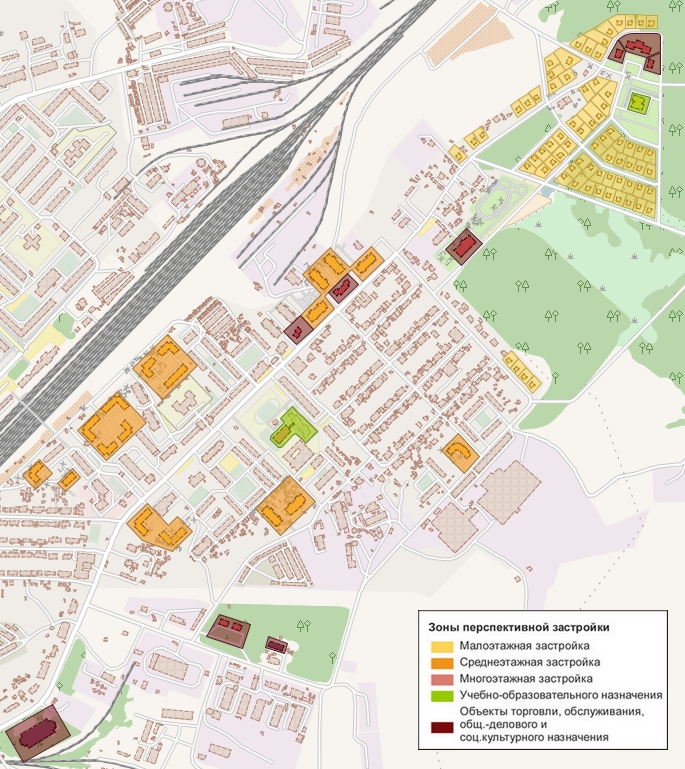 Зоны перспективной застройки
Малоэтажная застройка
Среднеэтажная застройка
Многоэтажная застройка
Учебно-образовательного назначения
Объекты торговли, обслуживания,
общ.-делового и
соц.культурного назначения